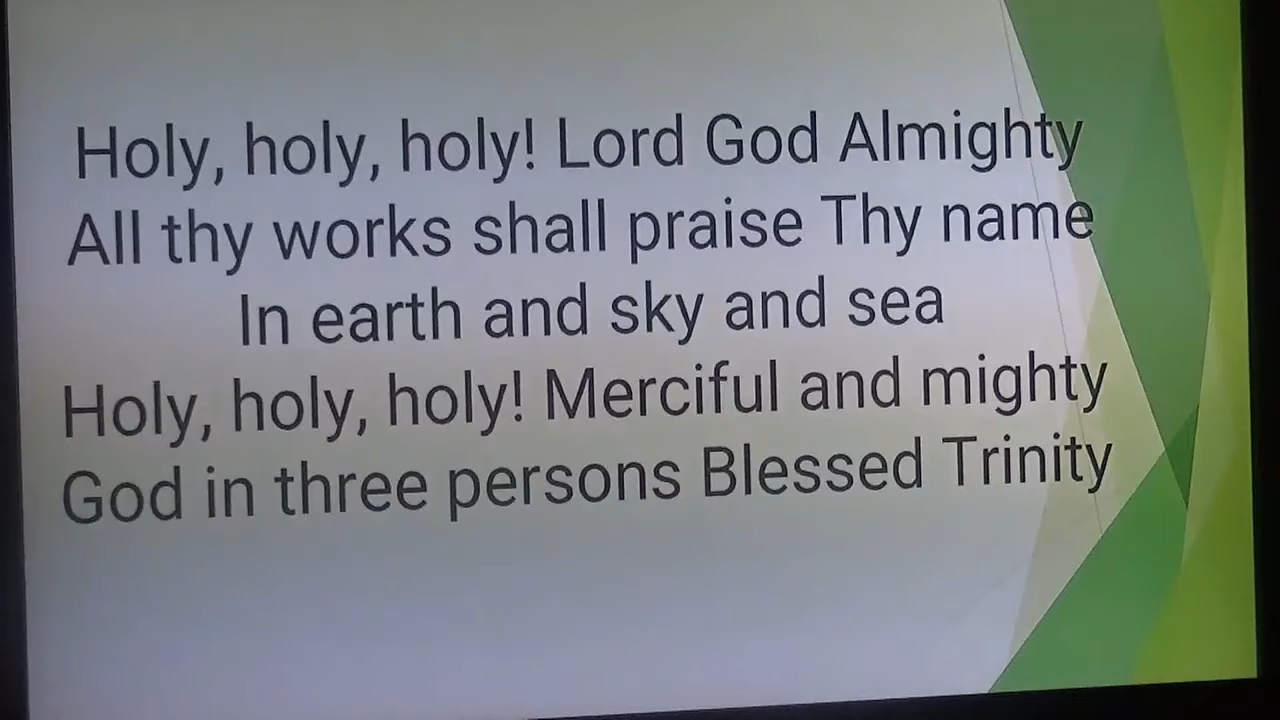 Holy, holy, holy! Lord God Almighty
All thy works shall praise Thy name
In earth and sky and sea
Holy, holy, holy! Merciful and mighty
God in three persons Blessed Trinity